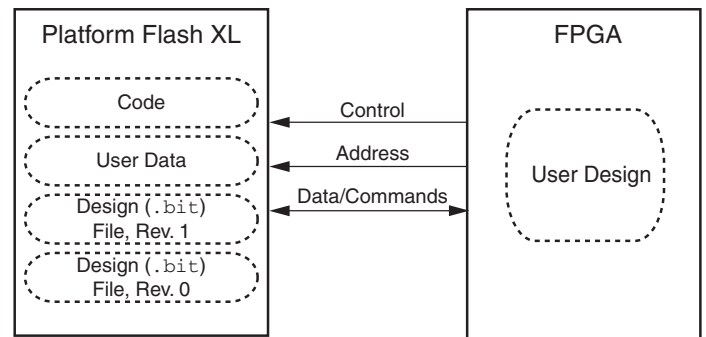 Platform Flash XL
Code
User Data
Design (.bit)
File, Rev. 1
Design (.bit)
File, Rev. 0
Control
Address
Data/Commands
FPGA
User Design